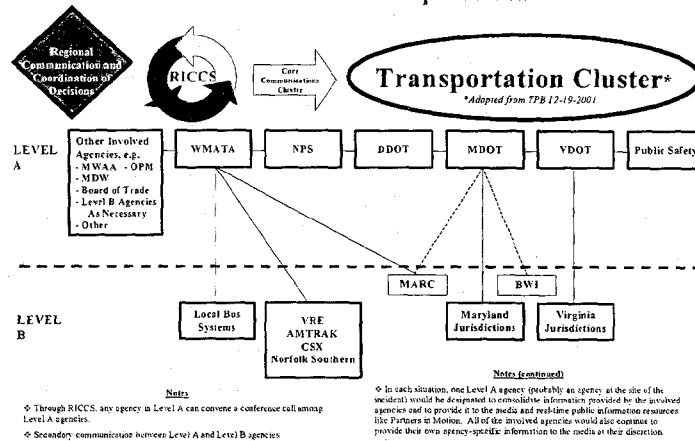 Regional
Communication and
Coordination of
Decisions
RICCS
Core
Communications
Cluster
Transportation Cluster*
*Adapted from TPB 12-19-2001
LEVEL
A
Other Involved
Agencies, e.g.
- MWAA - OPM
- MDW
- Board of Trade
- Level B Agencies
As Necessary
- Other
WMATA
NPS
DDOT
MDOT
VDOT
Public Safety
MARC
BWI
LEVEL
B
Local Bus
Systems
VRE
AMTRAK
CSX
Norfolk Southern
Maryland
Jurisdictions
Virginia
Jurisdictions
Notes
❖ Through RICCS, any agency in Level A can convene a conference call among
Level A agencies.
❖ Secondary communication between Level A and Level B agencies
Notes (continued)
❖ In each situation, one Level A agency (probably an agency at the site of the
incident) would be designated to consolidate information provided by the involved
agencies and to provide it to the media and real-time public information resources
like Partners in Motion. All of the involved agencies would also continue to
provide their own agency-specific information to the media at their discretion.